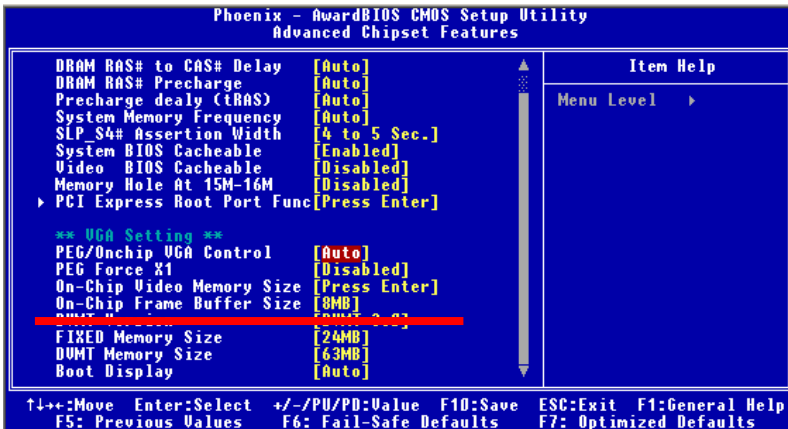 Phoenix - AwardBIOS CMOS Setup Utility
Advanced Chipset Features
DRAM RAS# to CAS# Delay [Auto]
DRAM RAS# Precharge [Auto]
Precharge dealy (tRAS) [Auto]
System Memory Frequency [Auto]
SLP_S4# Assertion Width [4 to 5 Sec.]
System BIOS Cacheable [Enabled]
Video BIOS Cacheable [Disabled]
Memory Hole At 15M-16M [Disabled]
PCI Express Root Port Func[Press Enter]
** VGA Setting **
PEG/Onchip VGA Control [Auto]
PEG Force X1 [Disabled]
On-Chip Video Memory Size [Press Enter]
On-Chip Frame Buffer Size [8MB]
FIXED Memory Size [24MB]
DVMT Memory Size [63MB]
Boot Display [Auto]
Item Help
Menu Level
↑↓→←:Move Enter:Select +/-/PU/PD:Value F10:Save ESC:Exit F1:General Help
F5: Previous Values F6: Fail-Safe Defaults F7: Optimized Defaults